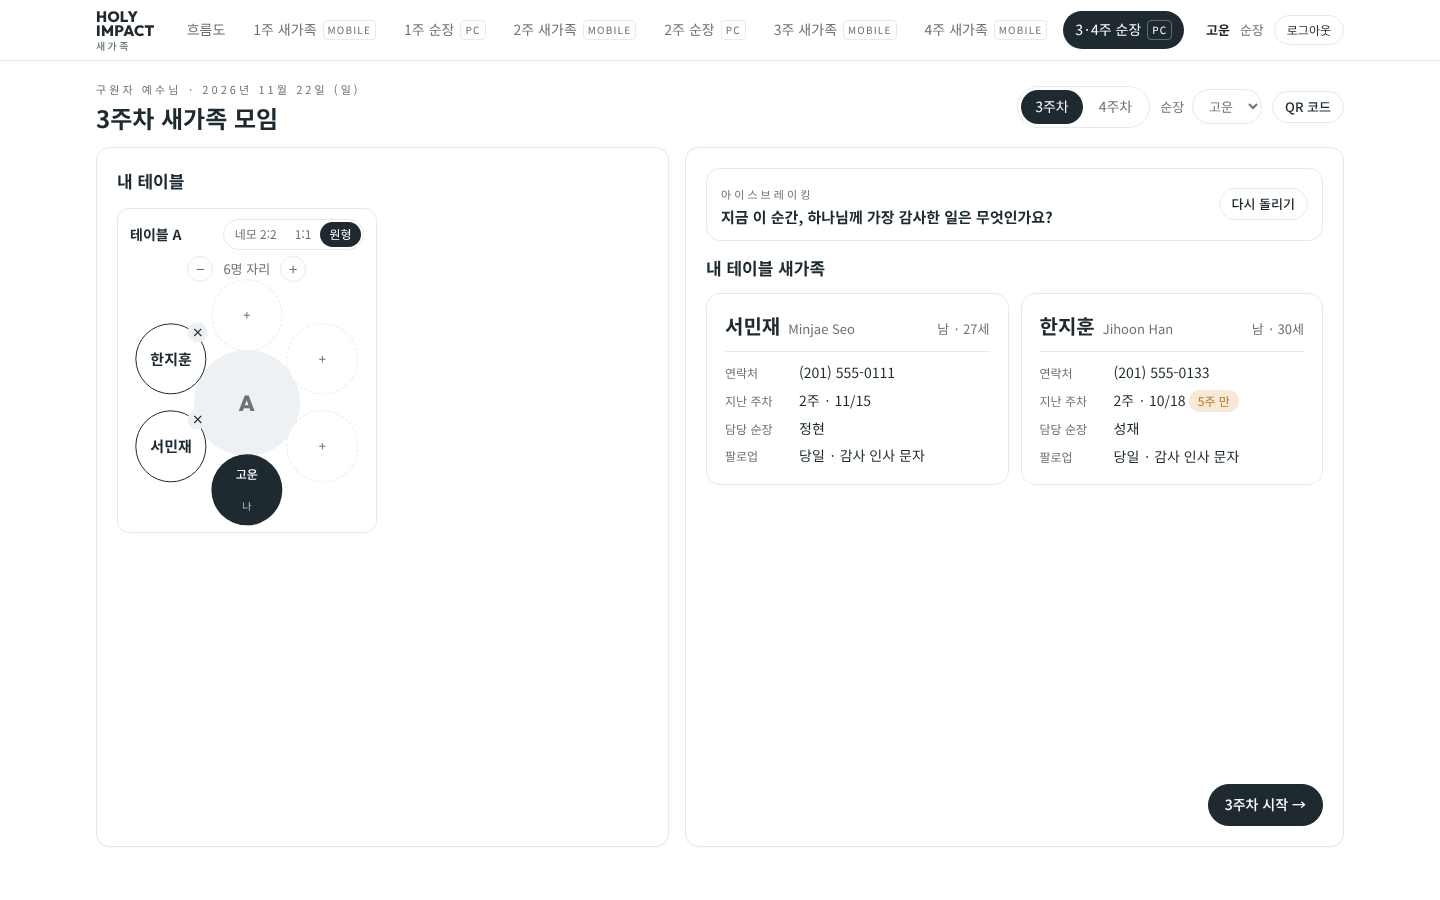 HOLY
IMPACT
새가족
흐름도
1주 새가족 MOBILE
1주 순장 PC
2주 새가족 MOBILE
2주 순장 PC
3주 새가족 MOBILE
4주 새가족 MOBILE
3·4주 순장 PC
고운 순장
로그아웃
구원자 예수님 · 2026년 11월 22일 (일)
3주차 새가족 모임
3주차 4주차
순장 고운
QR 코드
내 테이블
테이블 A
네모 2:2 1:1 원형
− 6명 자리 +
+
한지훈 ✕
+
A
서민재 ✕
+
고운
나
아이스브레이킹
지금 이 순간, 하나님께 가장 감사한 일은 무엇인가요?
다시 돌리기
내 테이블 새가족
서민재 Minjae Seo 남 · 27세
연락처 (201) 555-0111
지난 주차 2주 · 11/15
담당 순장 정현
팔로업 당일 · 감사 인사 문자
한지훈 Jihoon Han 남 · 30세
연락처 (201) 555-0133
지난 주차 2주 · 10/18 5주 만
담당 순장 성재
팔로업 당일 · 감사 인사 문자
3주차 시작 →